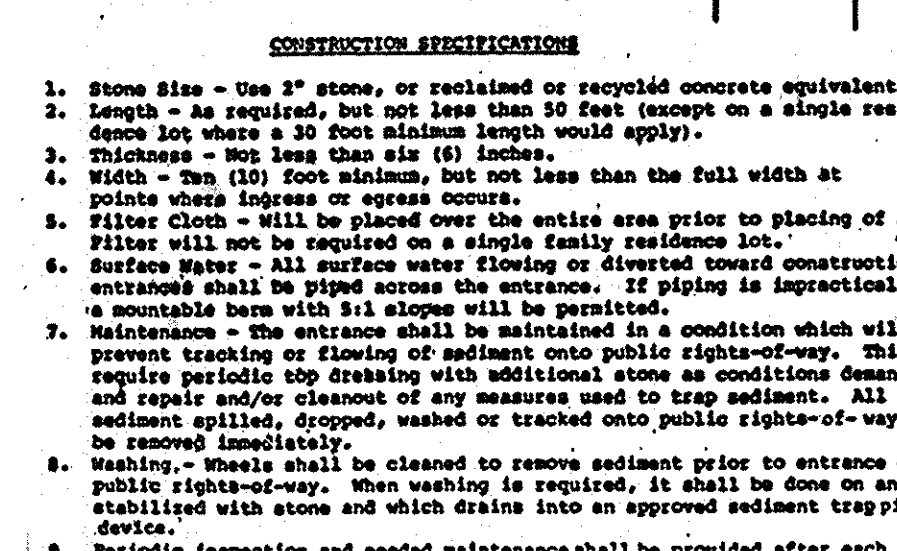 CONSTRUCTION SPECIFICATIONS
1. Stone Size - Use 2" stone, or reclaimed or recycled concrete equivalent
2. Length - As required, but not less than 50 feet (except on a single res
dence lot where a 30 foot minimum length would apply).
3. Thickness - Not less than six (6) inches.
4. Width - Ten (10) foot minimum, but not less than the full width at
points where ingress or egress occurs.
5. Filter Cloth - Will be placed over the entire area prior to placing of
Filter will not be required on a single family residence lot.
6. Surface Water - All surface water flowing or diverted toward constructi
entrances shall be piped across the entrance. If piping is impractical
a mountable berm with 5:1 slopes will be permitted.
7. Maintenance - The entrance shall be maintained in a condition which wil
prevent tracking or flowing of sediment onto public rights-of-way. Thi
require periodic top dressing with additional stone as conditions deman
and repair and/or cleanout of any measures used to trap sediment. All
sediment spilled, dropped, washed or tracked onto public rights-of-way
be removed immediately.
8. Washing - Wheels shall be cleaned to remove sediment prior to entrance
public rights-of-way. When washing is required, it shall be done on an
stabilized with stone and which drains into an approved sediment trappi
device.
9. Periodic inspection and needed maintenance shall be provided after each